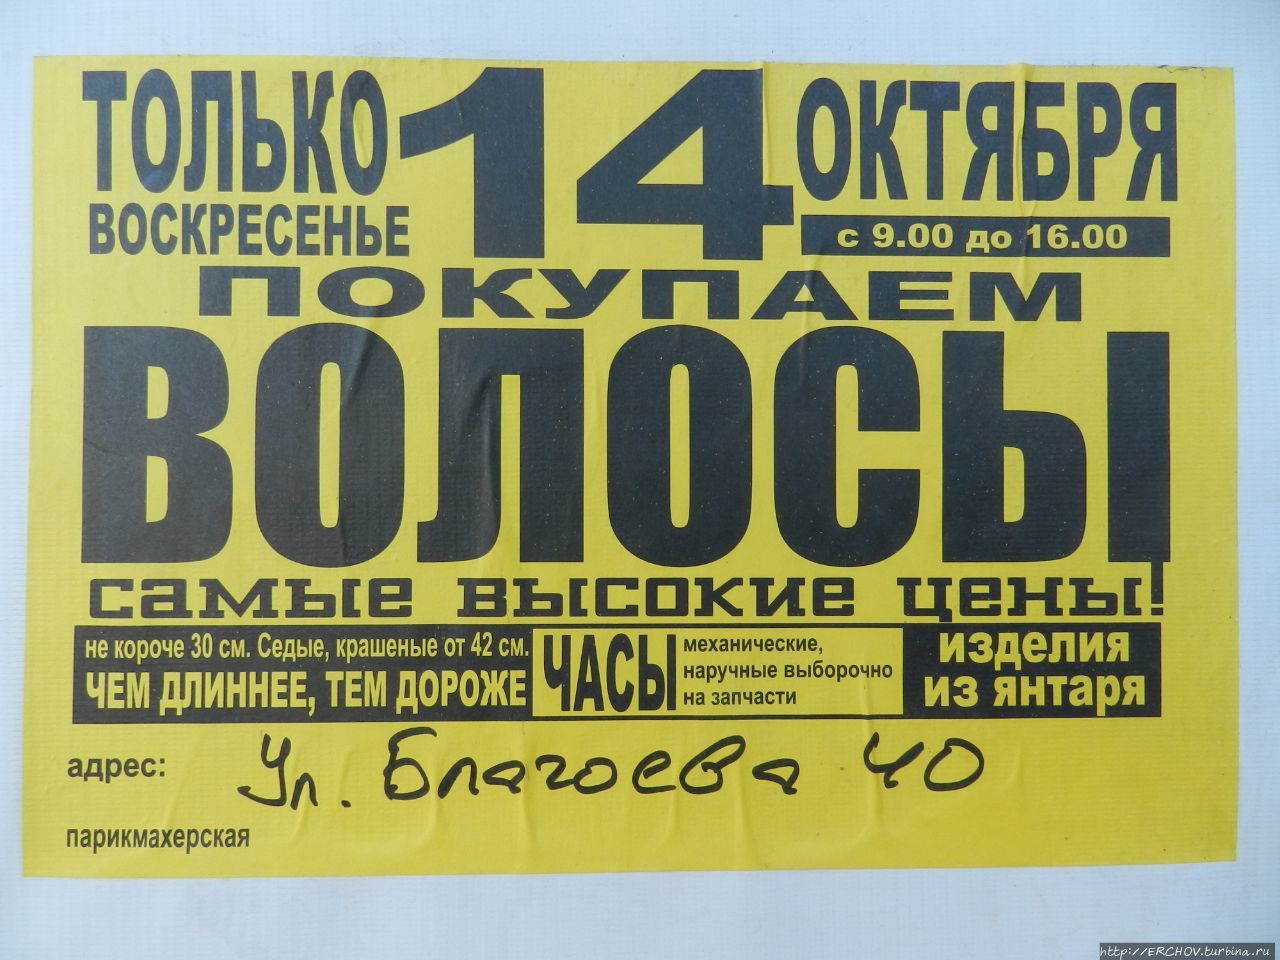 ТОЛЬКО 14 ОКТЯБРЯ
ВОСКРЕСЕНЬЕ
с 9.00 до 16.00
ПОКУПАЕМ
ВОЛОСЫ
самые высокие цены!
не короче 30 см. Седые, крашеные от 42 см.
ЧЕМ ДЛИННЕЕ, ТЕМ ДОРОЖЕ
ЧАСЫ
механические,
наручные выборочно
на запчасти
изделия
из янтаря
адрес: Ул. Благоева 40
парикмахерская
http://ERCHOV.turbina.ru